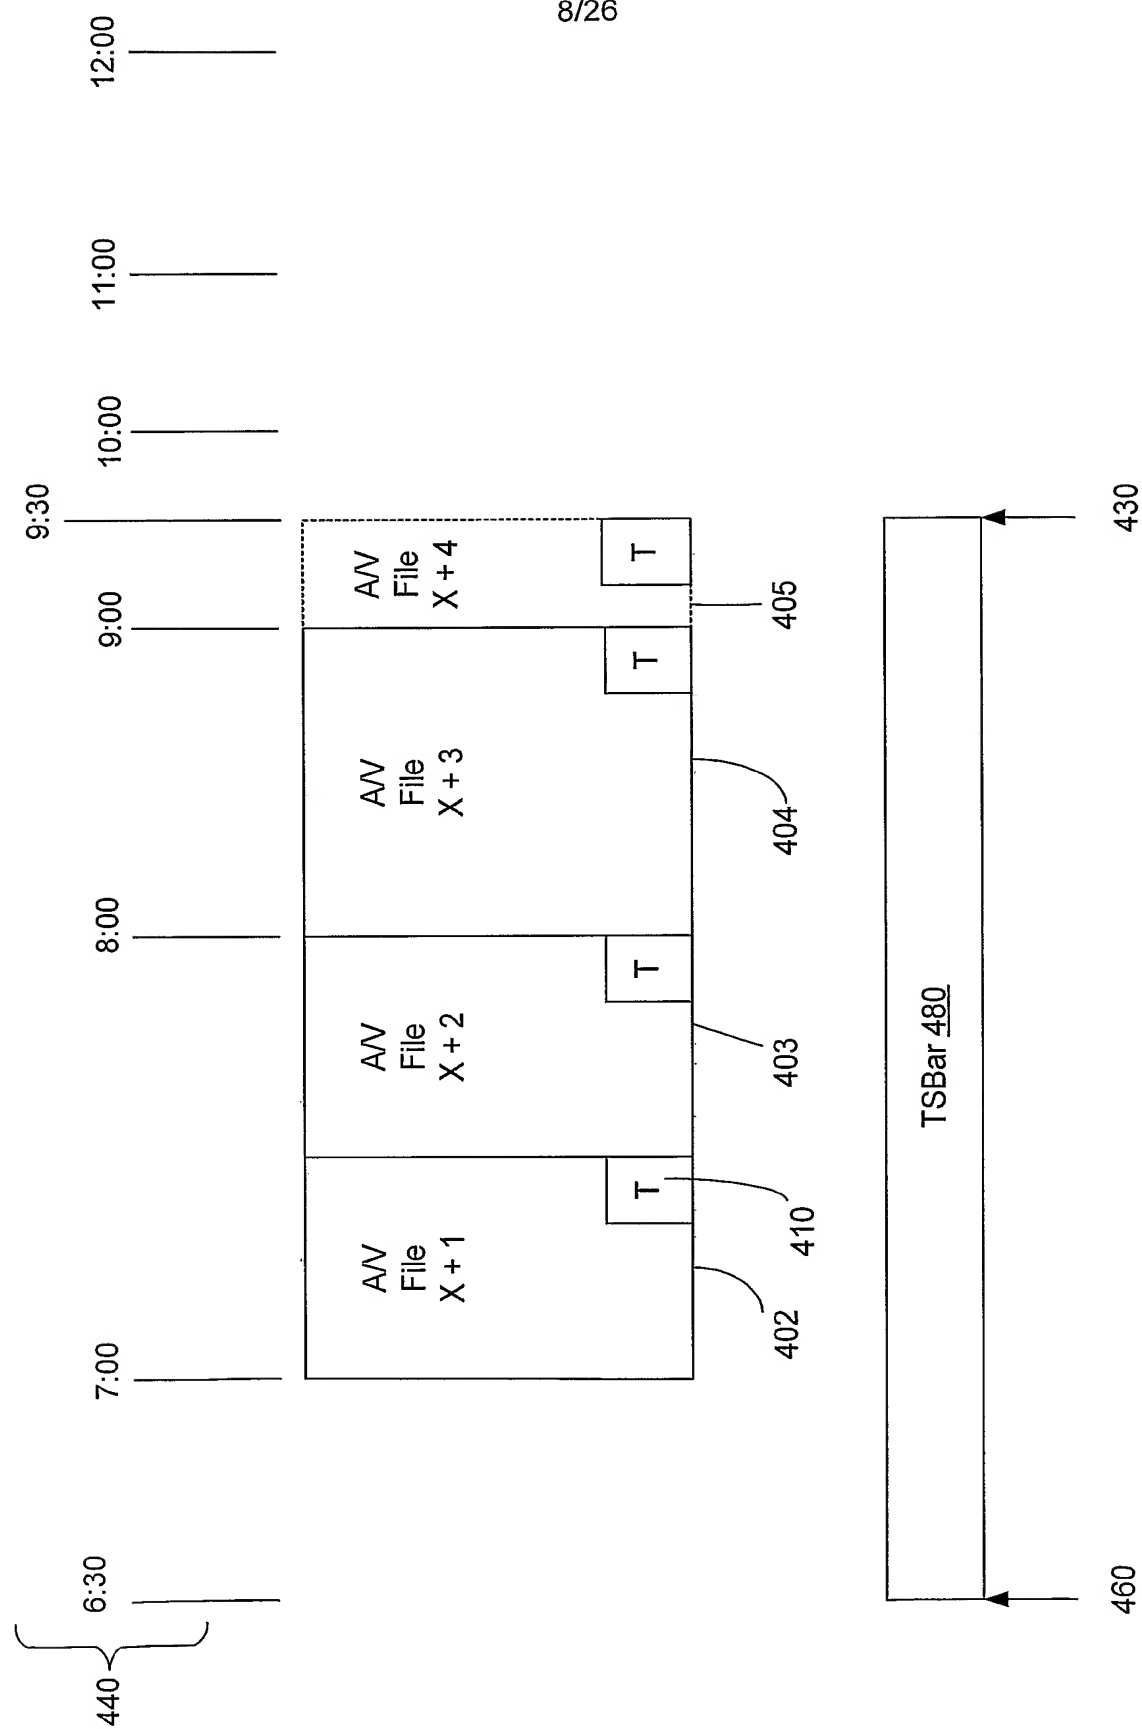 8/26
440
6:30
7:00
8:00
9:00
9:30
10:00
11:00
12:00
A/V
File
X + 1
A/V
File
X + 2
A/V
File
X + 3
A/V
File
X + 4
T
T
T
T
402
410
403
404
405
TSBar 480
460
430